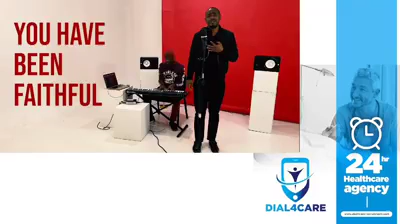 YOU HAVE
BEEN
FAITHFUL
DIAL4CARE
24hr
Healthcare
agency